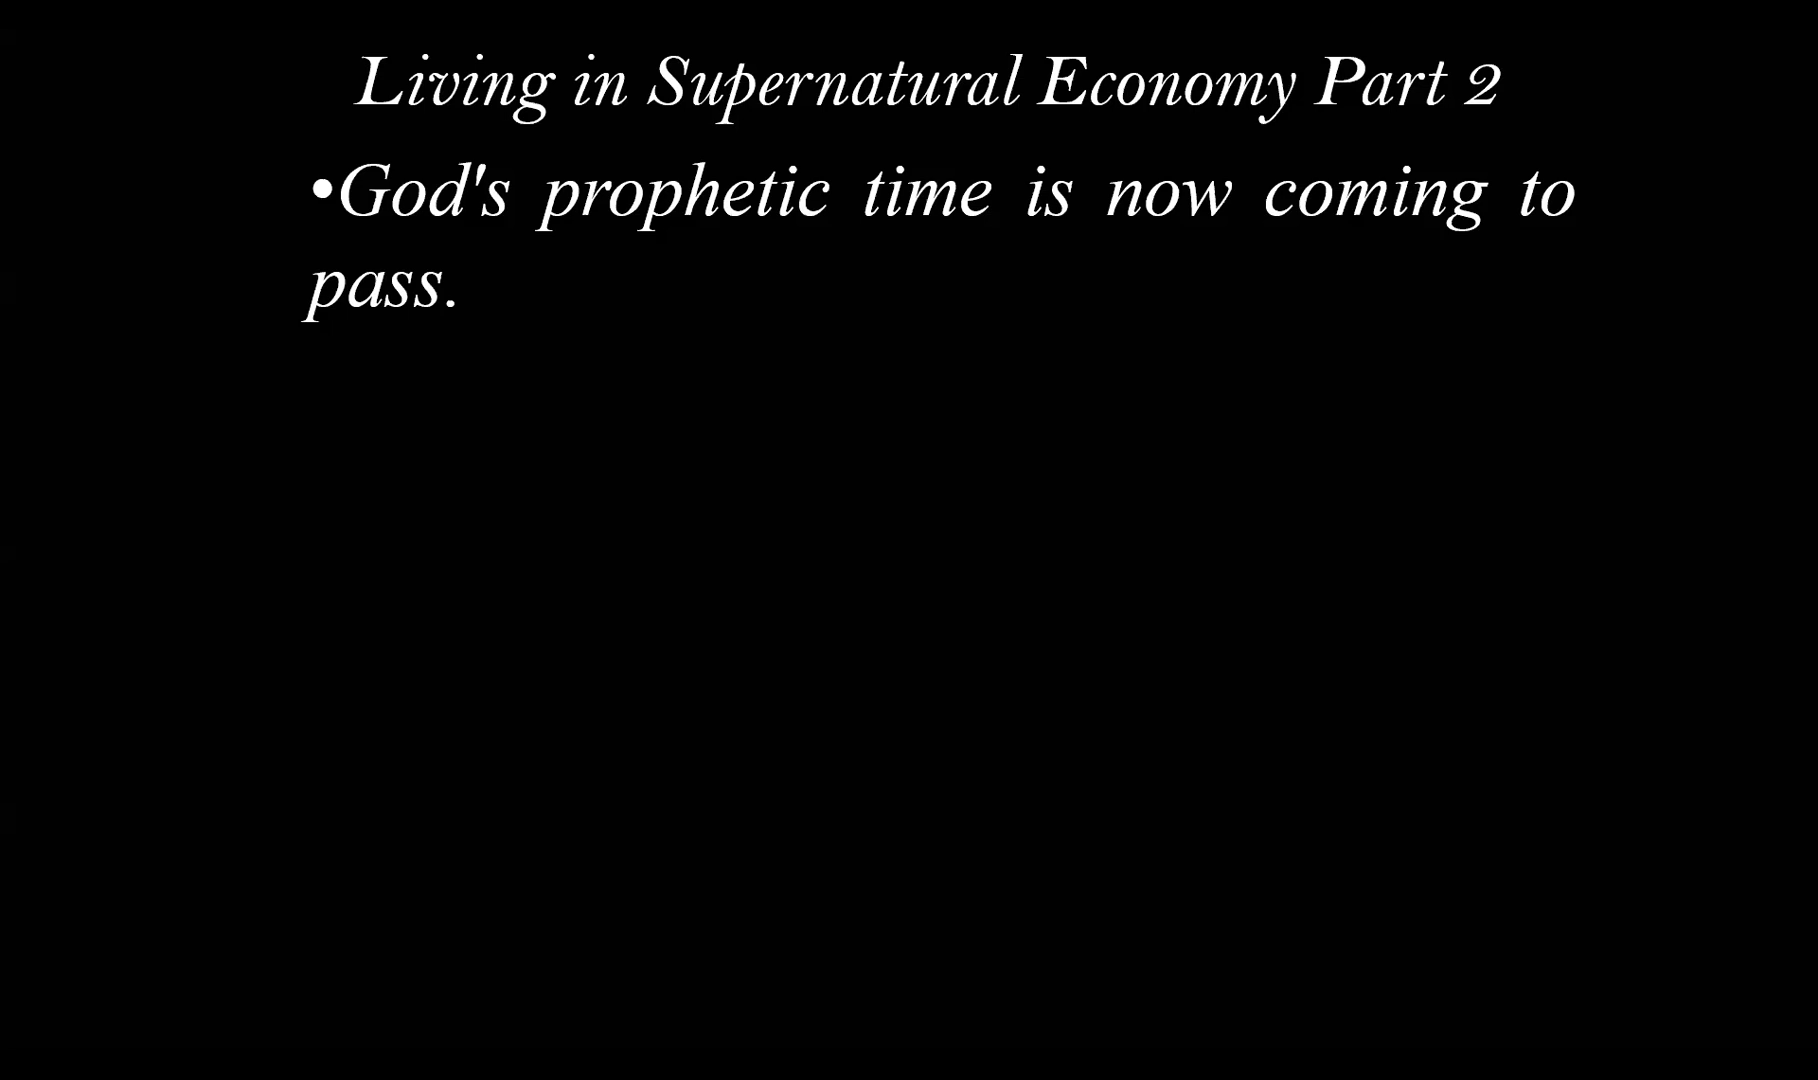 Living in Supernatural Economy Part 2
•God's prophetic time is now coming to
pass.